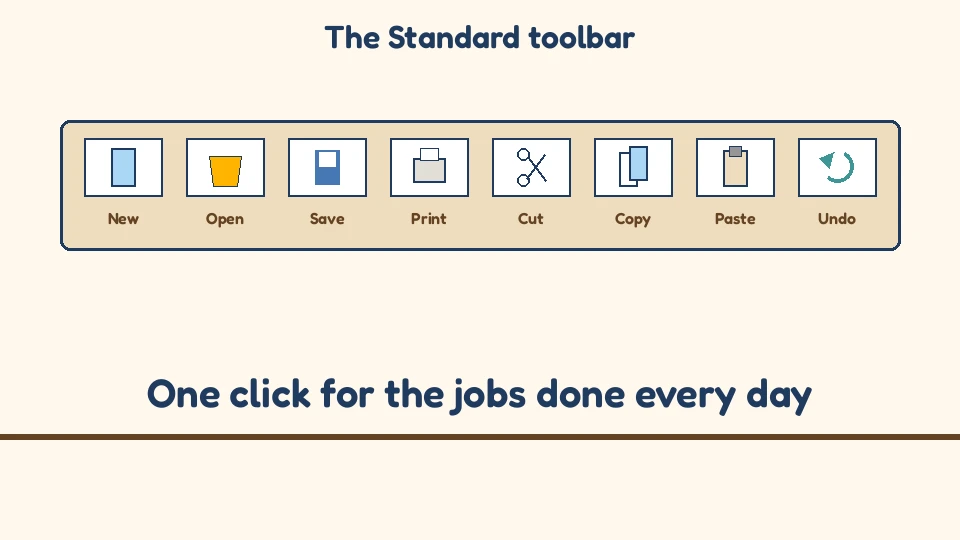 The Standard toolbar
New Open Save Print Cut Copy Paste Undo
One click for the jobs done every day